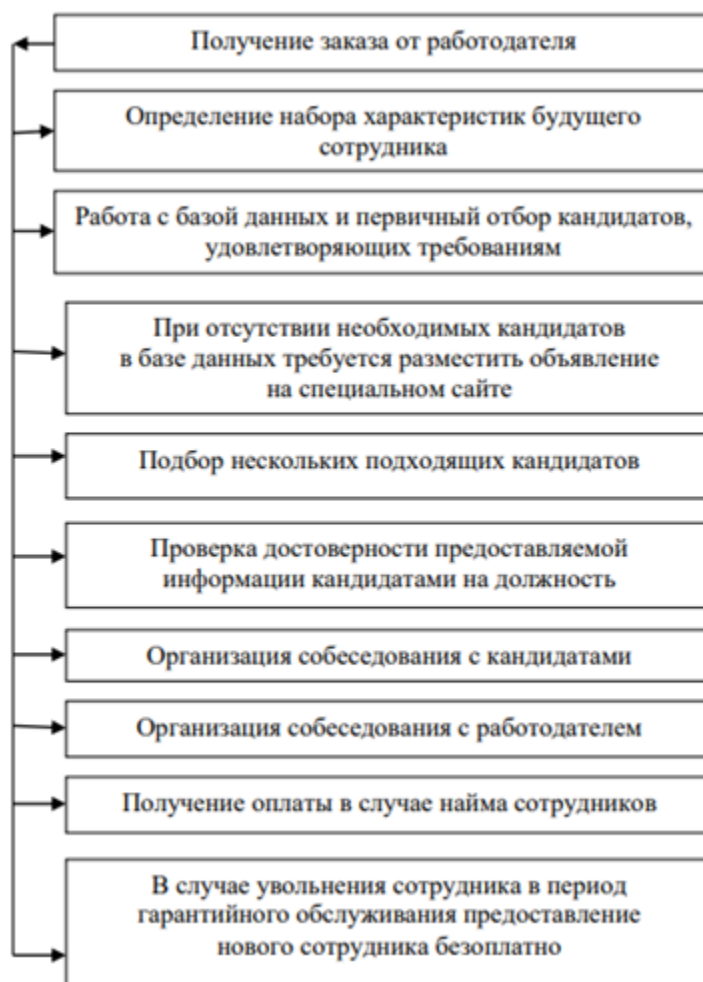 Получение заказа от работодателя
Определение набора характеристик будущего
сотрудника
Работа с базой данных и первичный отбор кандидатов,
удовлетворяющих требованиям
При отсутствии необходимых кандидатов
в базе данных требуется разместить объявление
на специальном сайте
Подбор нескольких подходящих кандидатов
Проверка достоверности предоставляемой
информации кандидатами на должность
Организация собеседования с кандидатами
Организация собеседования с работодателем
Получение оплаты в случае найма сотрудников
В случае увольнения сотрудника в период
гарантийного обслуживания предоставление
нового сотрудника безоплатно